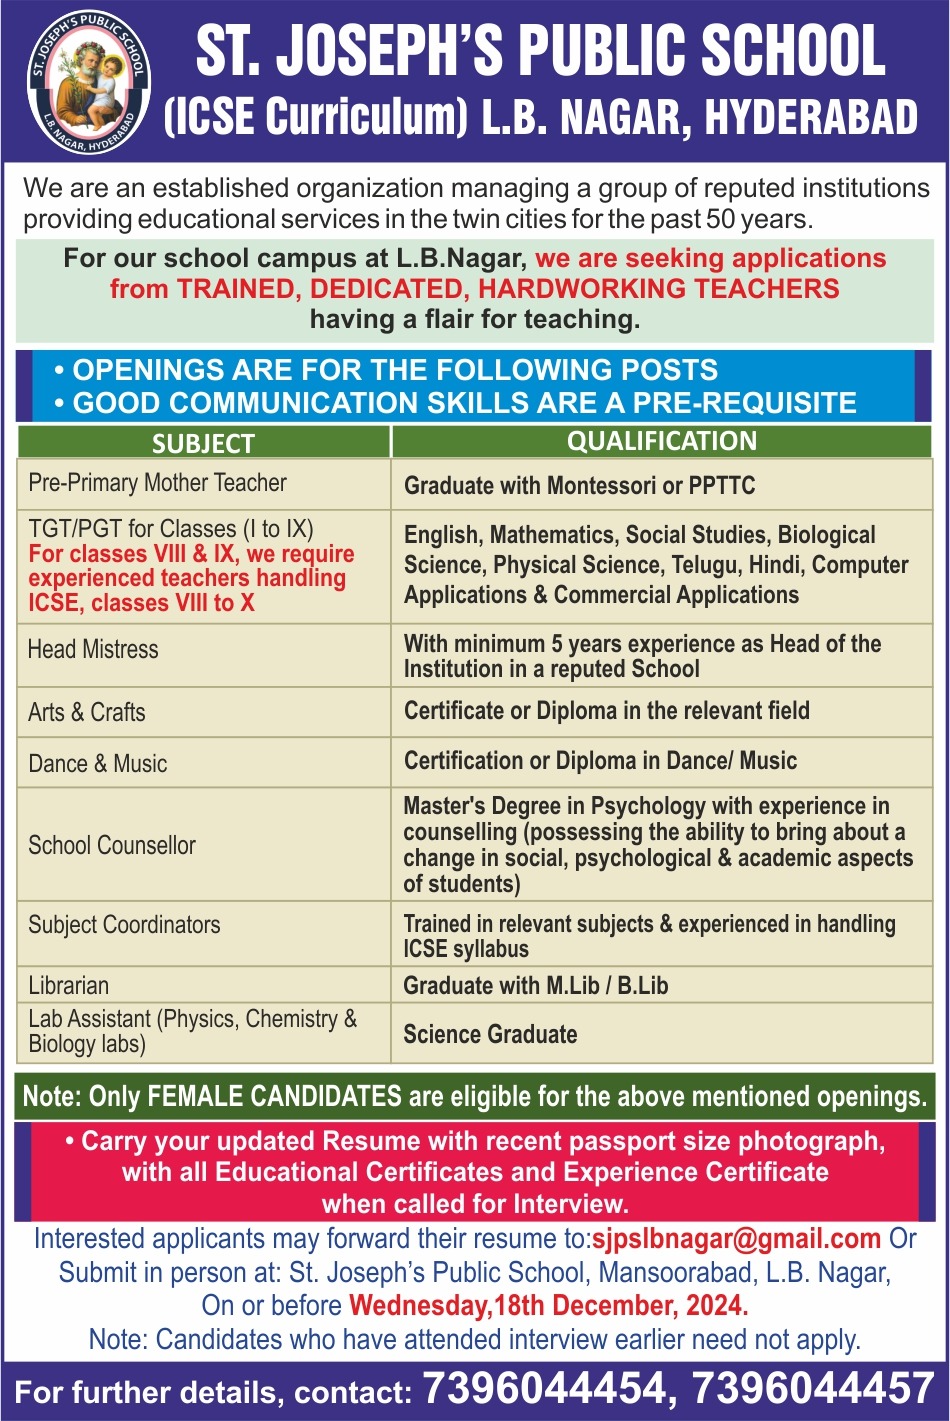 ST. JOSEPH'S PUBLIC SCHOOL
L.B. NAGAR, HYDERABAD
ST. JOSEPH'S PUBLIC SCHOOL
(ICSE Curriculum) L.B. NAGAR, HYDERABAD
We are an established organization managing a group of reputed institutions
providing educational services in the twin cities for the past 50 years.
For our school campus at L.B.Nagar, we are seeking applications
from TRAINED, DEDICATED, HARDWORKING TEACHERS
having a flair for teaching.
• OPENINGS ARE FOR THE FOLLOWING POSTS
• GOOD COMMUNICATION SKILLS ARE A PRE-REQUISITE
SUBJECT
QUALIFICATION
Pre-Primary Mother Teacher
Graduate with Montessori or PPTTC
TGT/PGT for Classes (I to IX)
For classes VIII & IX, we require
experienced teachers handling
ICSE, classes VIII to X
English, Mathematics, Social Studies, Biological
Science, Physical Science, Telugu, Hindi, Computer
Applications & Commercial Applications
Head Mistress
With minimum 5 years experience as Head of the
Institution in a reputed School
Arts & Crafts
Certificate or Diploma in the relevant field
Dance & Music
Certification or Diploma in Dance/ Music
School Counsellor
Master's Degree in Psychology with experience in
counselling (possessing the ability to bring about a
change in social, psychological & academic aspects
of students)
Subject Coordinators
Trained in relevant subjects & experienced in handling
ICSE syllabus
Librarian
Graduate with M.Lib / B.Lib
Lab Assistant (Physics, Chemistry &
Biology labs)
Science Graduate
Note: Only FEMALE CANDIDATES are eligible for the above mentioned openings.
• Carry your updated Resume with recent passport size photograph,
with all Educational Certificates and Experience Certificate
when called for Interview.
Interested applicants may forward their resume to:sjpslbnagar@gmail.com Or
Submit in person at: St. Joseph's Public School, Mansoorabad, L.B. Nagar,
On or before Wednesday,18th December, 2024.
Note: Candidates who have attended interview earlier need not apply.
For further details, contact: 7396044454, 7396044457